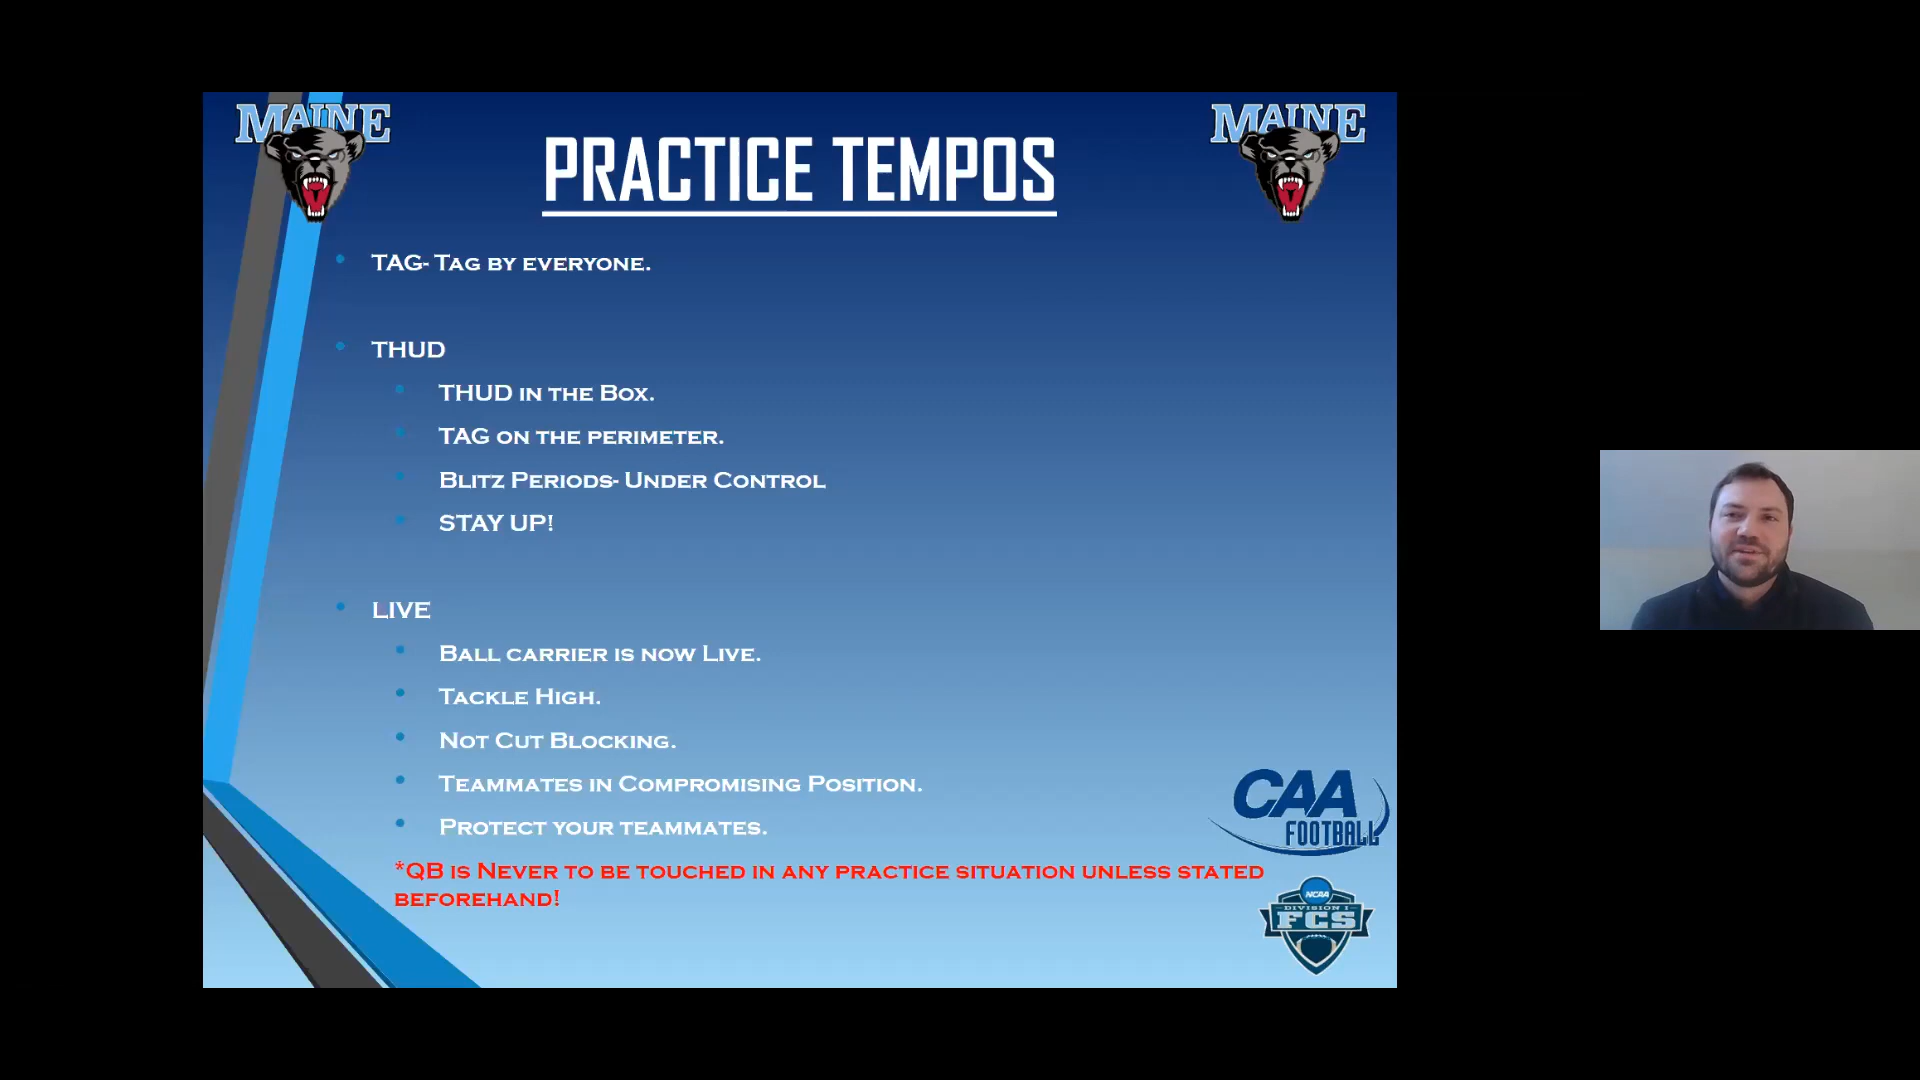 MAINE
MAINE
PRACTICE TEMPOS
TAG- Tag by everyone.
THUD
THUD in the Box.
TAG on the perimeter.
Blitz Periods- Under Control
STAY UP!
LIVE
Ball carrier is now Live.
Tackle High.
Not Cut Blocking.
Teammates in Compromising Position.
Protect your teammates.
*QB is Never to be touched in any practice situation unless stated
beforehand!
CAA
FOOTBALL
NCAA
DIVISION I
FCS